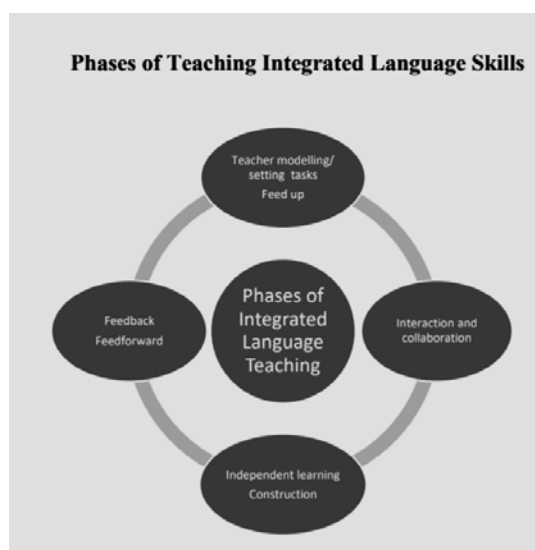 Phases of Teaching Integrated Language Skills
Teacher modelling/
setting tasks
Feed up
Interaction and
collaboration
Independent learning
Construction
Feedback
Feedforward
Phases of
Integrated
Language
Teaching